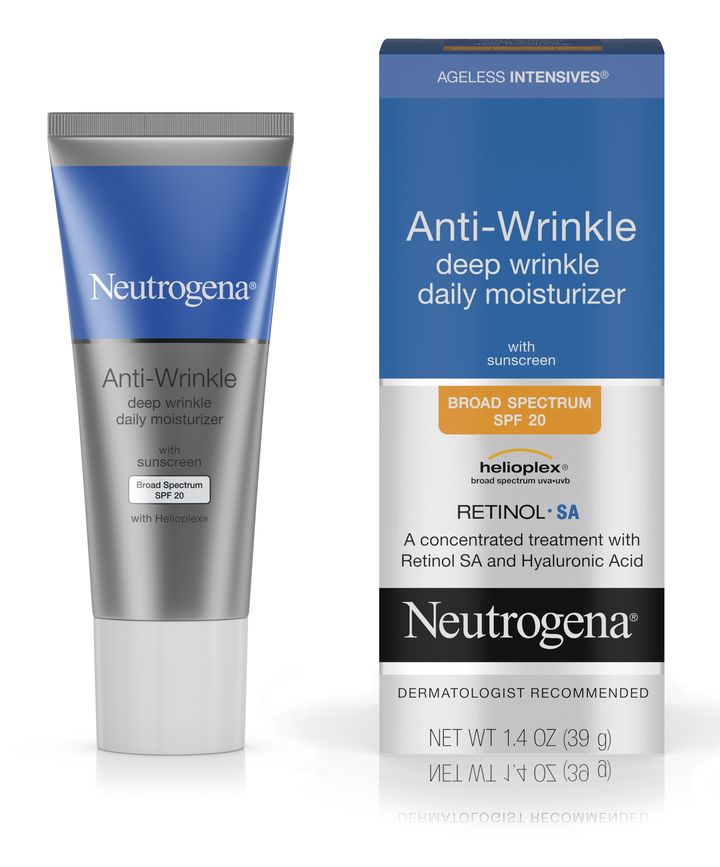 Neutrogena®
Anti-Wrinkle
deep wrinkle
daily moisturizer
with
sunscreen
Broad Spectrum
SPF 20
with Helioplex®
AGELESS INTENSIVES®
Anti-Wrinkle
deep wrinkle
daily moisturizer
with
sunscreen
BROAD SPECTRUM
SPF 20
helioplex®
broad spectrum uva•uvb
RETINOL • SA
A concentrated treatment with
Retinol SA and Hyaluronic Acid
Neutrogena®
DERMATOLOGIST RECOMMENDED
NET WT 1.4 OZ (39 g)